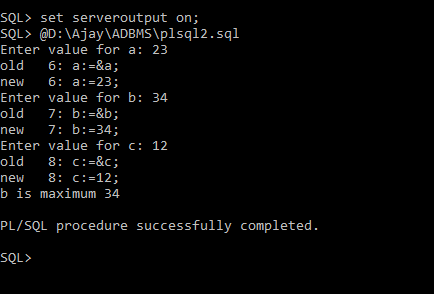 SQL> set serveroutput on;
SQL> @D:\Ajay\ADBMS\plsql2.sql
Enter value for a: 23
old   6: a:=&a;
new   6: a:=23;
Enter value for b: 34
old   7: b:=&b;
new   7: b:=34;
Enter value for c: 12
old   8: c:=&c;
new   8: c:=12;
b is maximum 34
PL/SQL procedure successfully completed.
SQL>